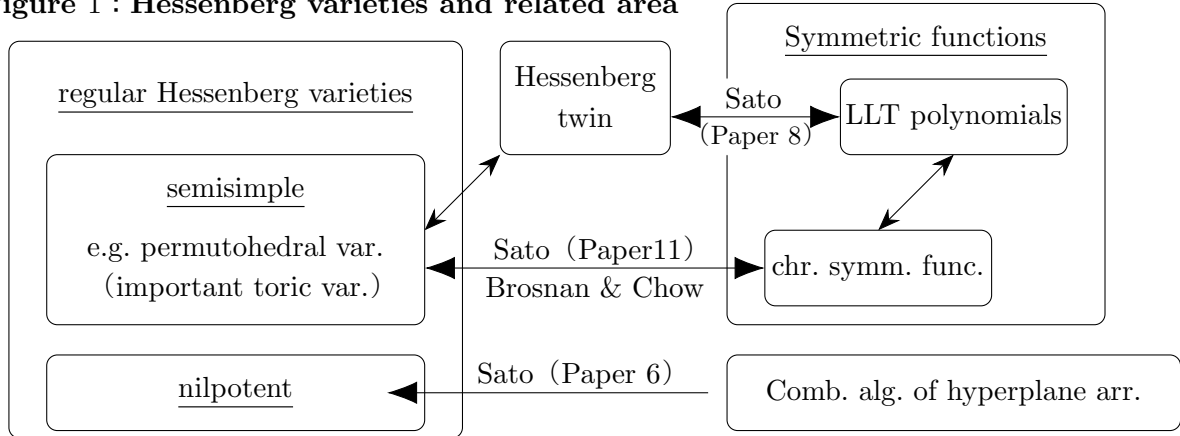 Figure 1 : Hessenberg varieties and related area
regular Hessenberg varieties
semisimple
e.g. permutohedral var.
(important toric var.)
nilpotent
Hessenberg
twin
Sato
(Paper 8)
Sato (Paper11)
Brosnan & Chow
Sato (Paper 6)
Symmetric functions
LLT polynomials
chr. symm. func.
Comb. alg. of hyperplane arr.